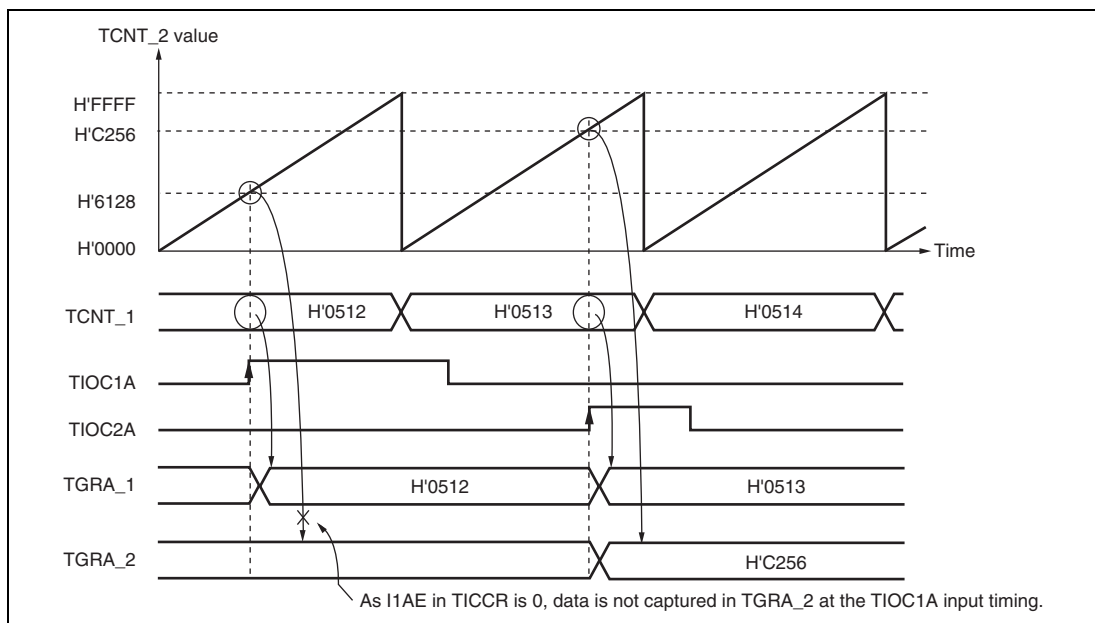 TCNT_2 value
H'FFFF
H'C256
H'6128
H'0000
Time
TCNT_1
H'0512
H'0513
H'0514
TIOC1A
TIOC2A
TGRA_1
H'0512
H'0513
TGRA_2
H'C256
As I1AE in TICCR is 0, data is not captured in TGRA_2 at the TIOC1A input timing.